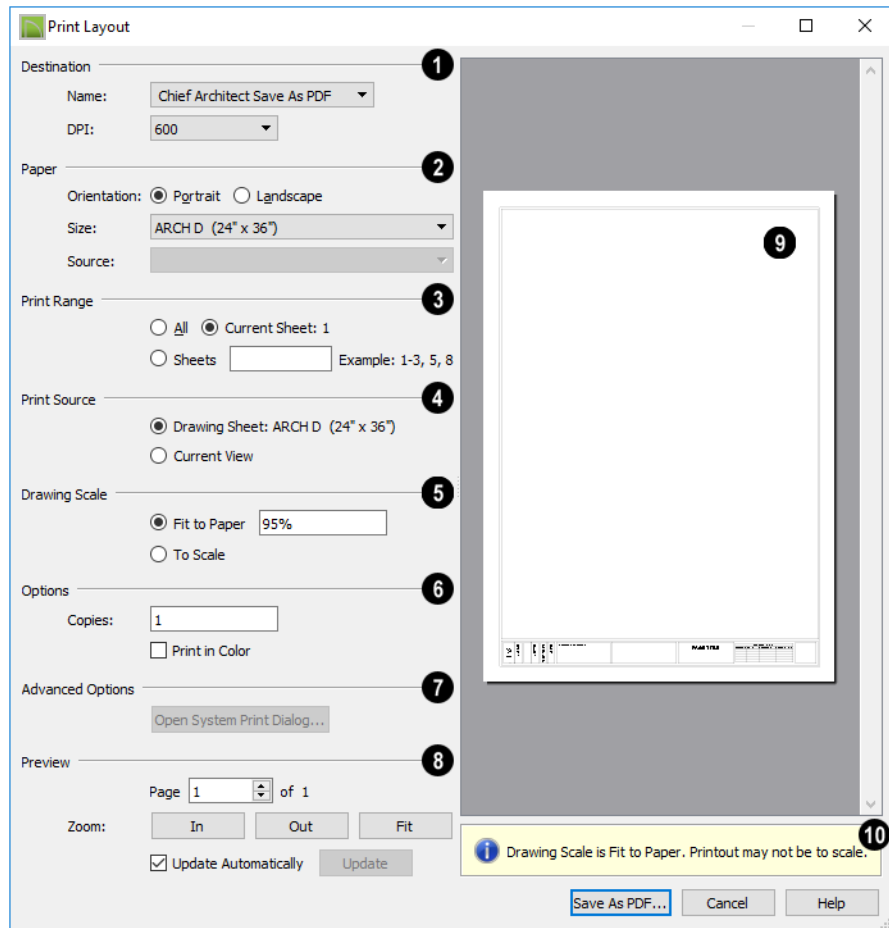 Print Layout
Destination
1
Name: Chief Architect Save As PDF
DPI: 600
Paper
2
Orientation: Portrait Landscape
Size: ARCH D (24" x 36")
Source:
Print Range
3
All Current Sheet: 1
Sheets Example: 1-3, 5, 8
Print Source
4
Drawing Sheet: ARCH D (24" x 36")
Current View
Drawing Scale
5
Fit to Paper 95%
To Scale
Options
6
Copies: 1
Print in Color
Advanced Options
7
Open System Print Dialog...
Preview
8
Page 1 of 1
Zoom: In Out Fit
Update Automatically Update
9
10
Drawing Scale is Fit to Paper. Printout may not be to scale.
Save As PDF... Cancel Help